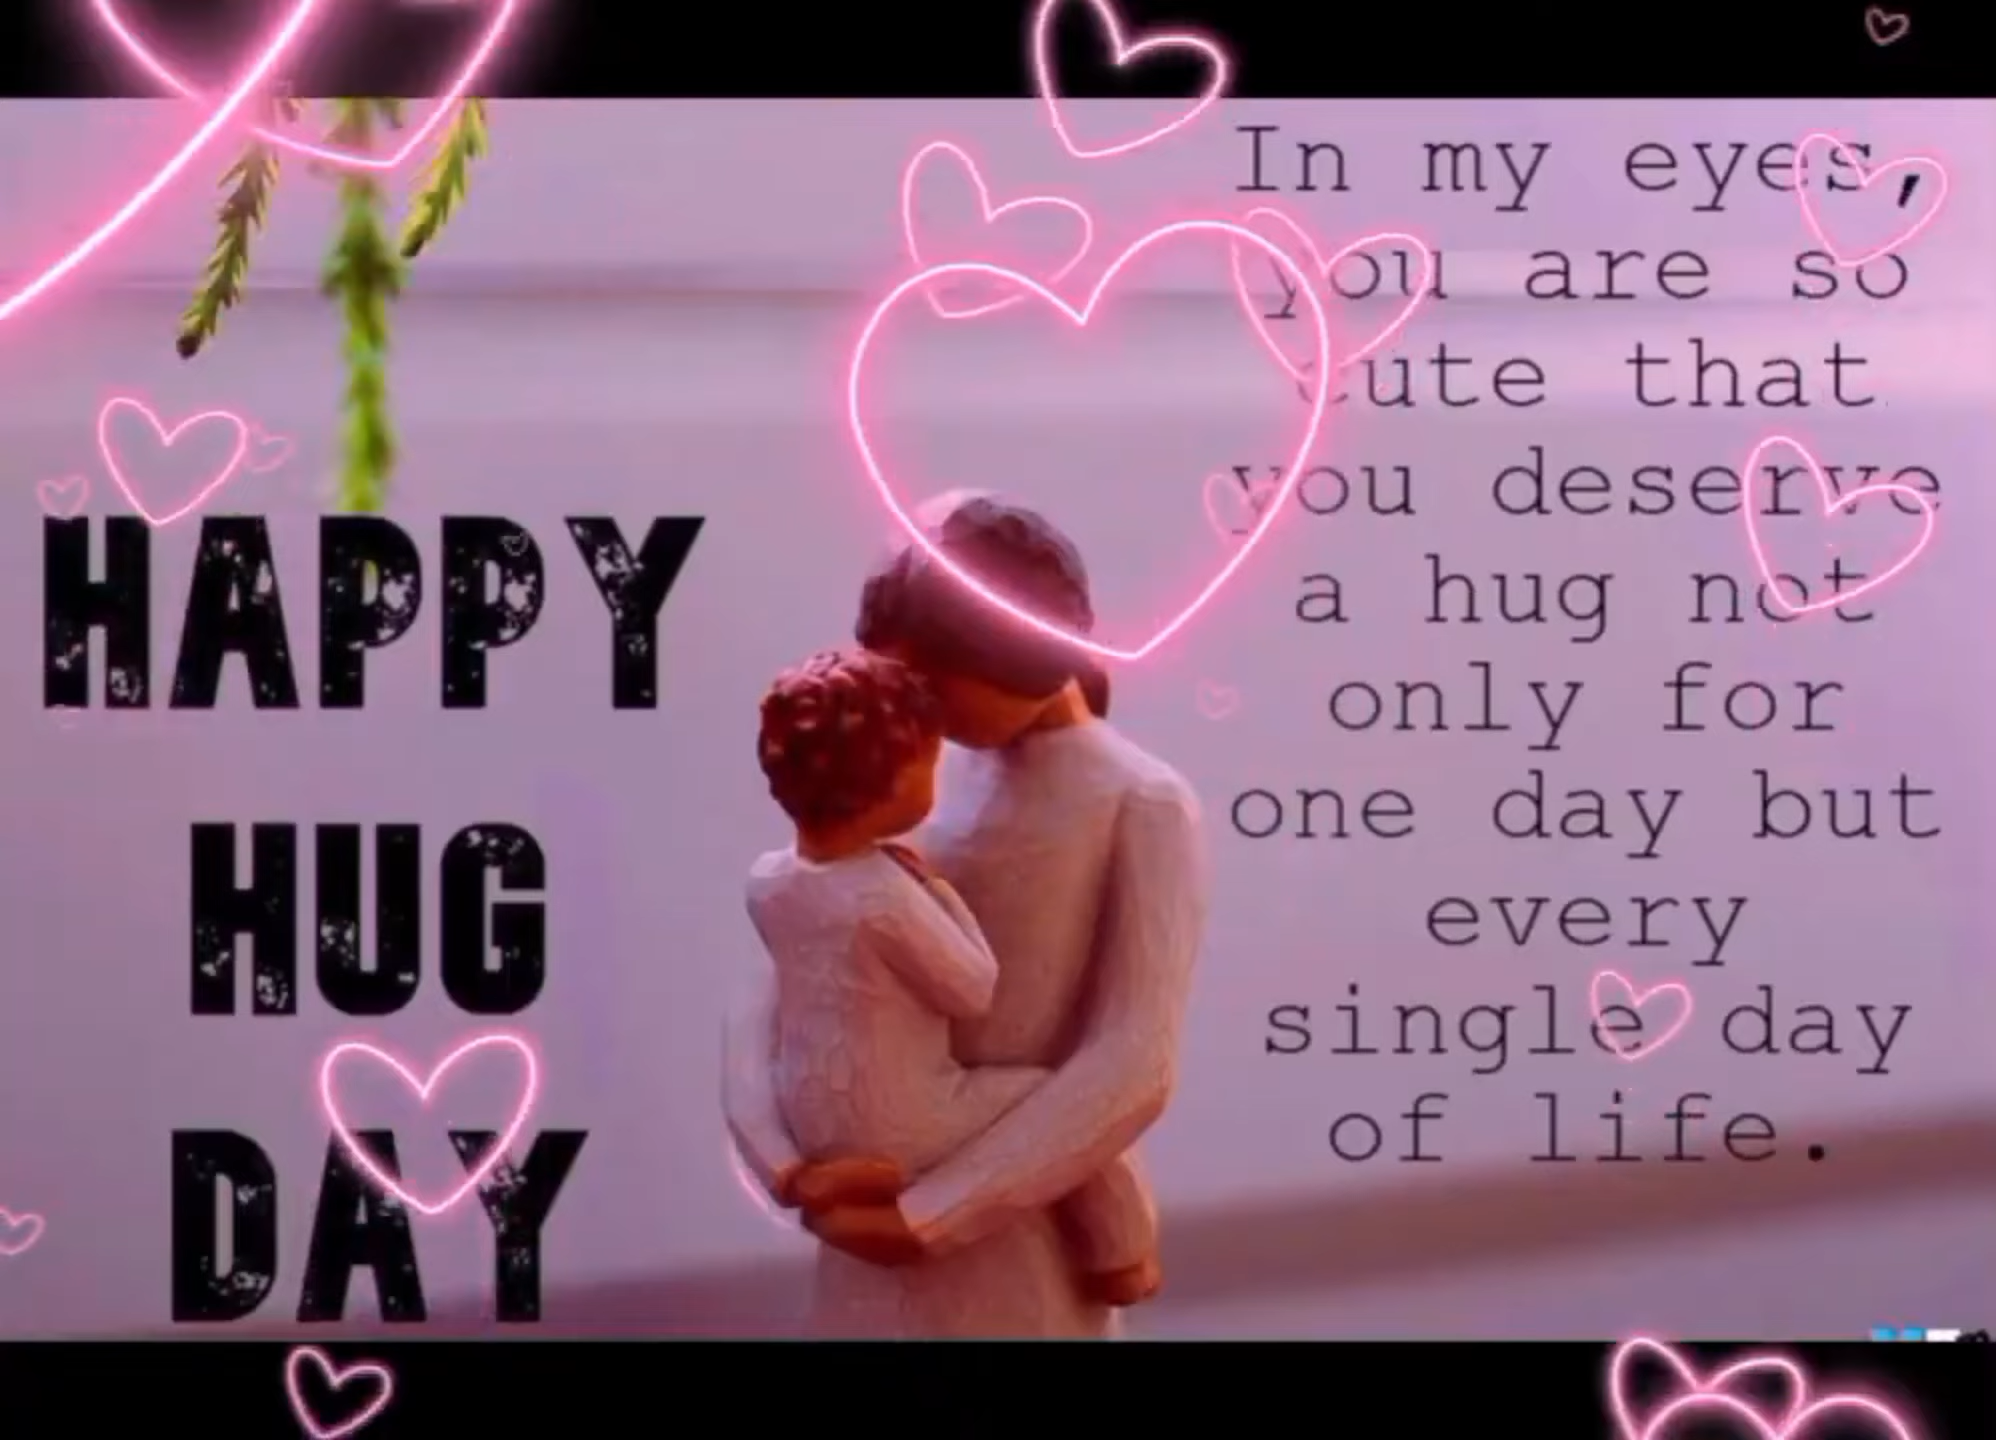 HAPPY
HUG
DAY
In my eyes,
you are so
cute that
you deserve
a hug not
only for
one day but
every
single day
of life.